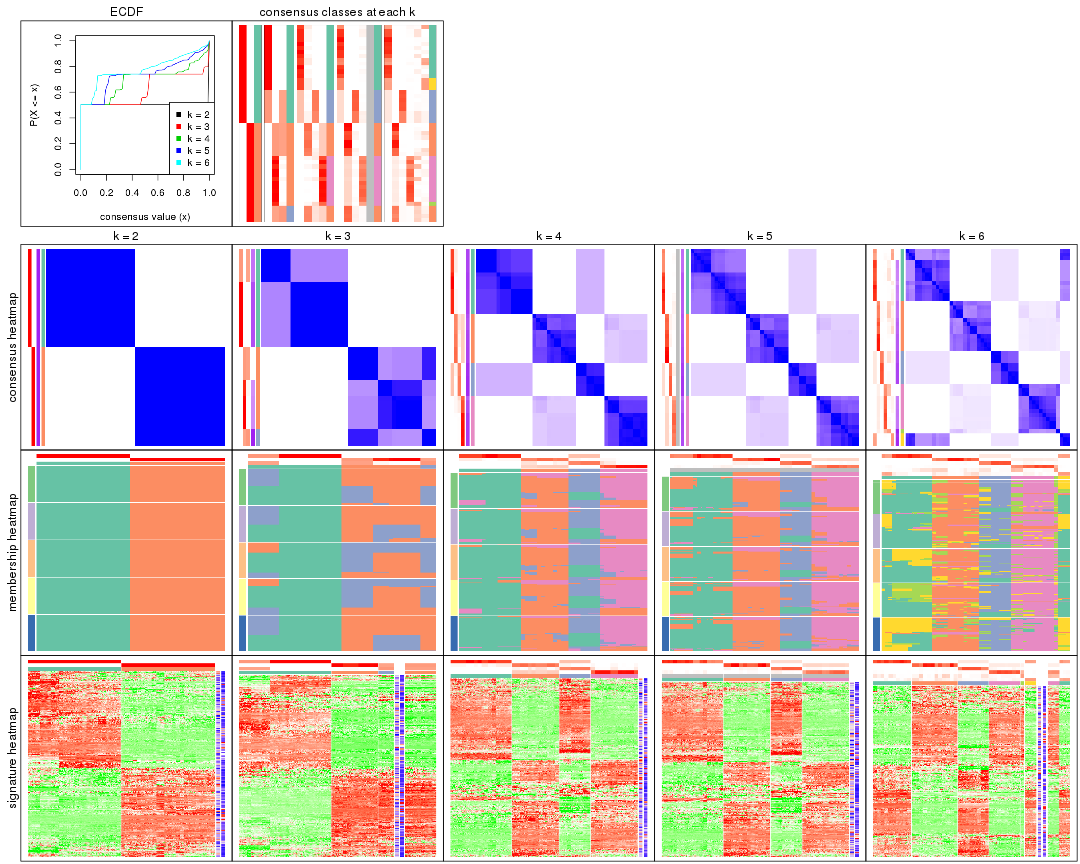 ECDF
consensus classes at each k
P(X <= x)
0.0 0.2 0.4 0.6 0.8 1.0
k = 2
k = 3
k = 4
k = 5
k = 6
0.0 0.2 0.4 0.6 0.8 1.0
consensus value (x)
k = 2
k = 3
k = 4
k = 5
k = 6
consensus heatmap
membership heatmap
signature heatmap